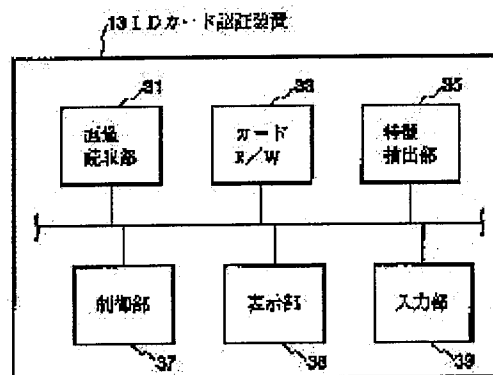 13 IDカード認証装置
31
33
35
画像
読取部
カード
R/W
特徴
抽出部
制御部
表示部
入力部
37
38
39